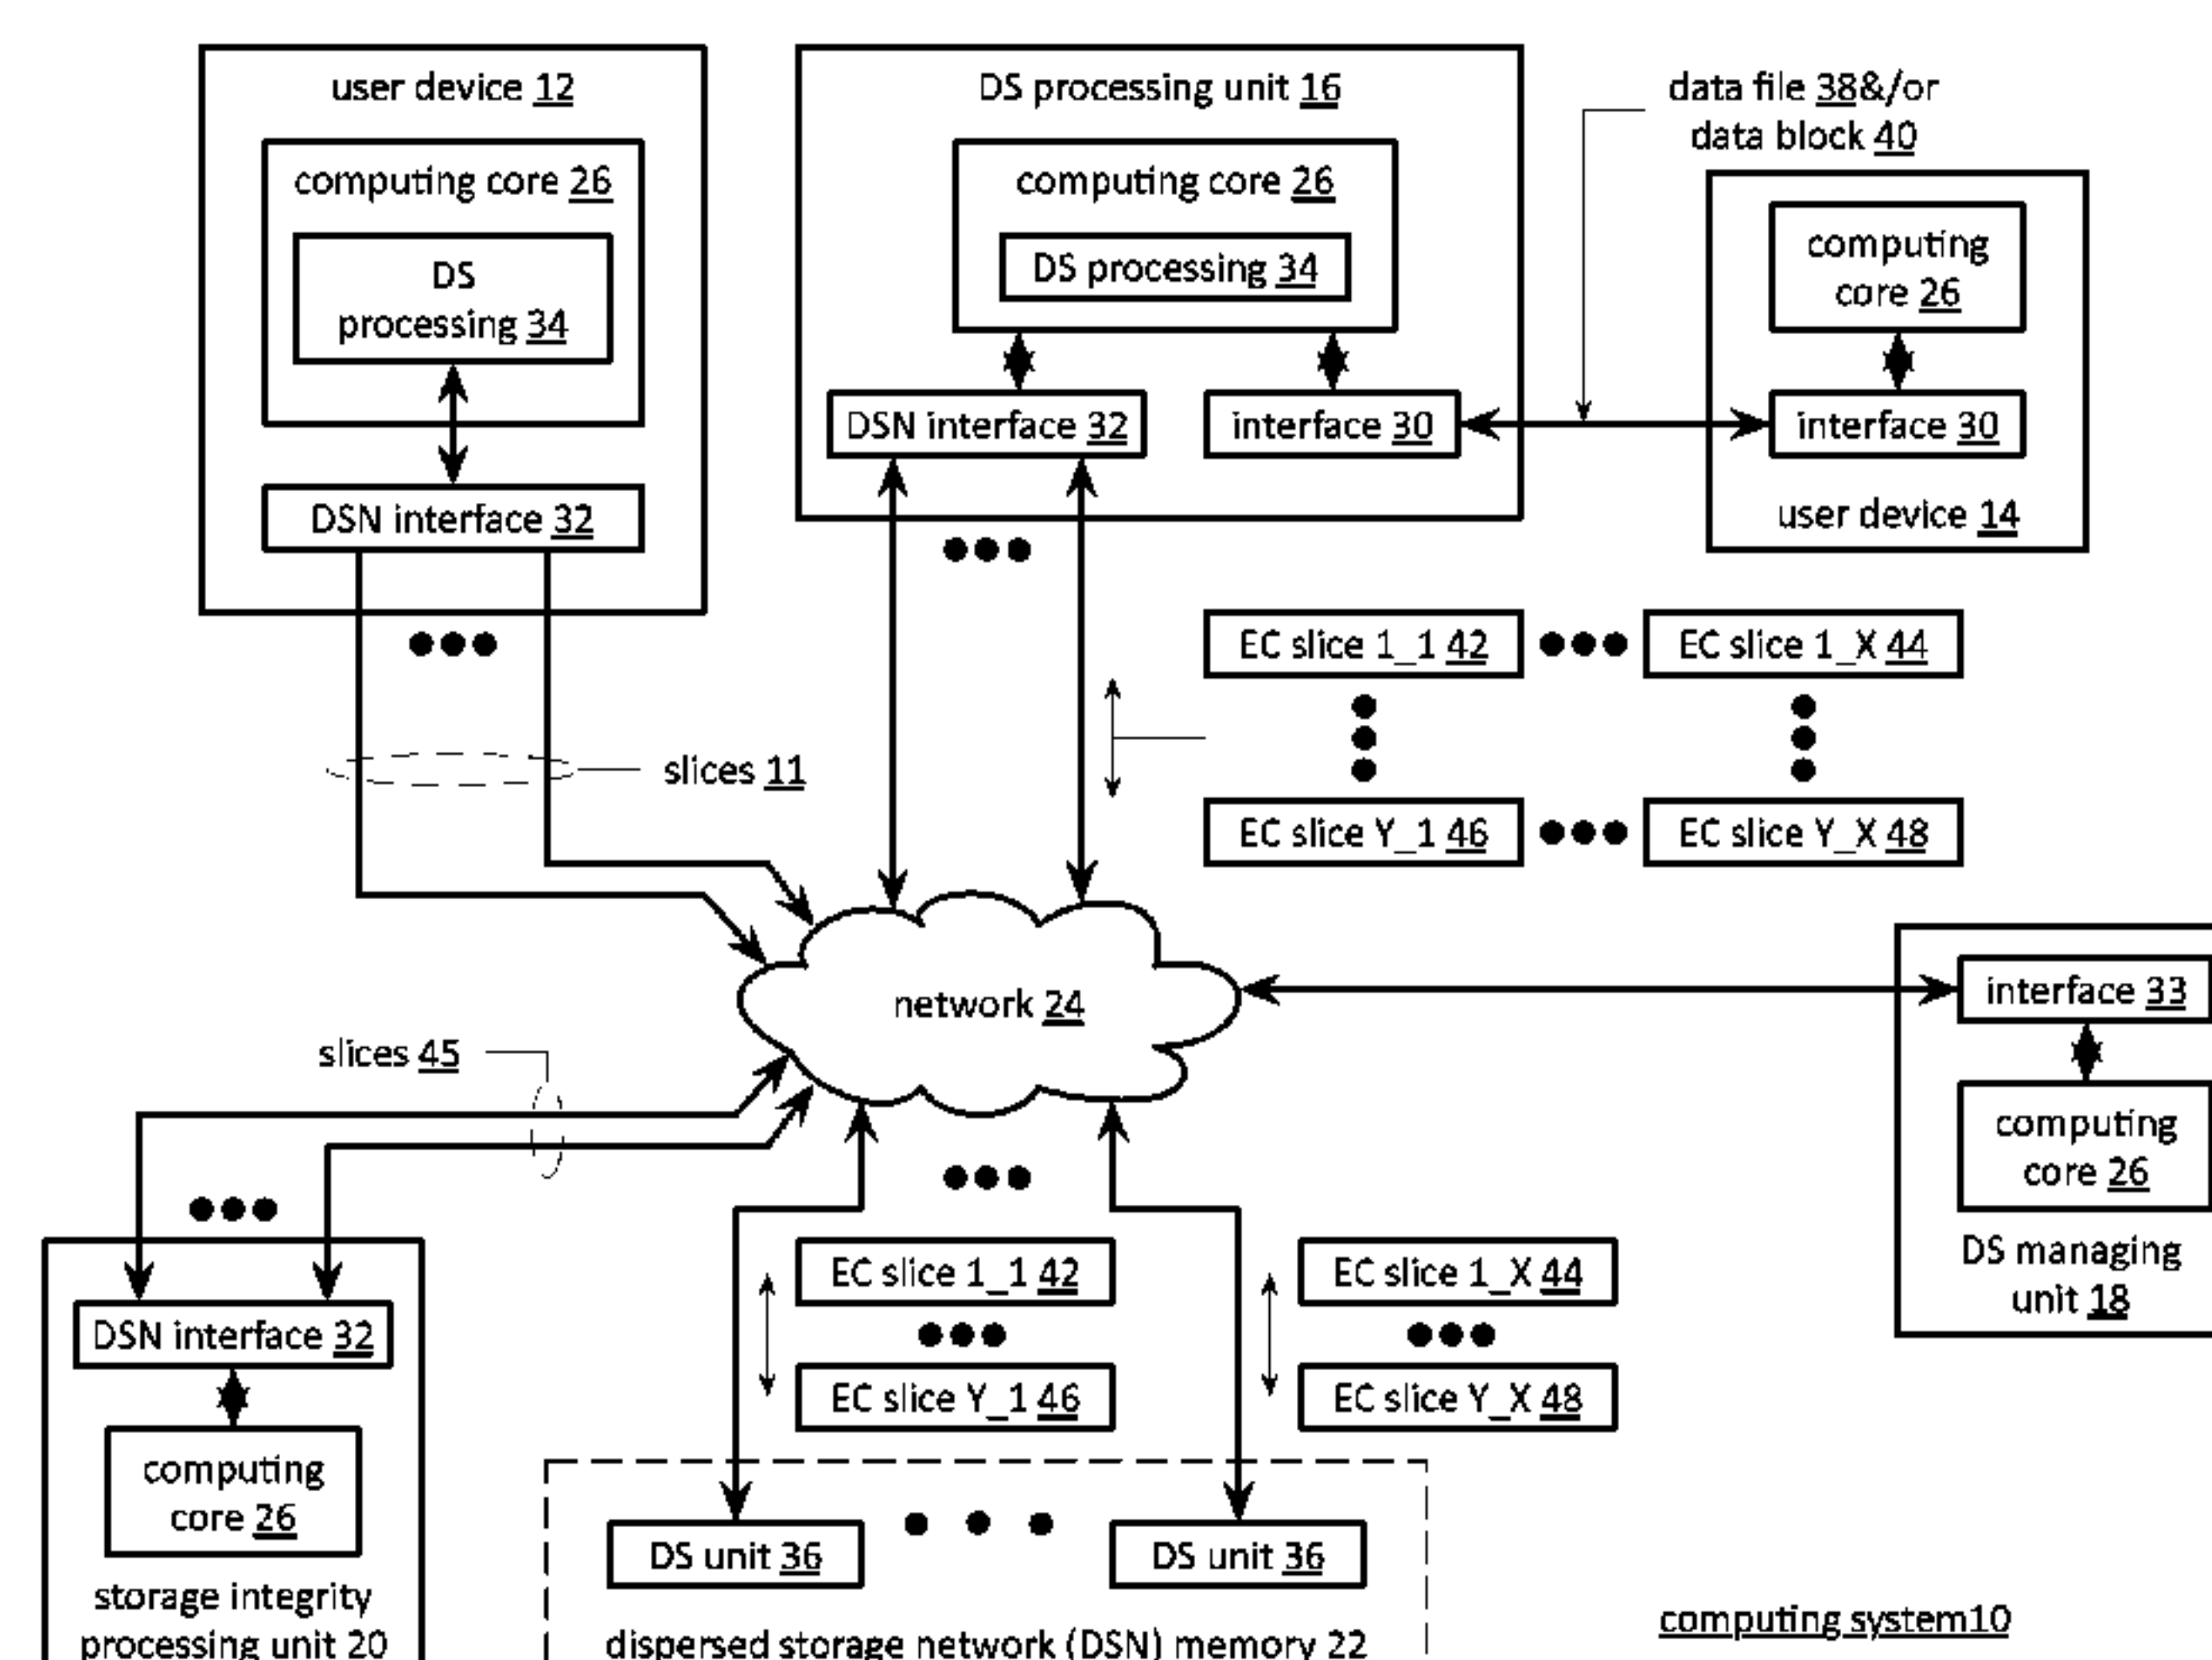 user device 12
computing core 26
DS
processing 34
DSN interface 32
DS processing unit 16
computing core 26
DS processing 34
DSN interface 32
interface 30
data file 38&/or
data block 40
computing
core 26
interface 30
user device 14
slices 11
EC slice 1_1 42
EC slice 1_X 44
EC slice Y_1 46
EC slice Y_X 48
network 24
interface 33
computing
core 26
DS managing
unit 18
slices 45
DSN interface 32
computing
core 26
storage integrity
processing unit 20
EC slice 1_1 42
EC slice Y_1 46
EC slice 1_X 44
EC slice Y_X 48
DS unit 36
DS unit 36
dispersed storage network (DSN) memory 22
computing system10